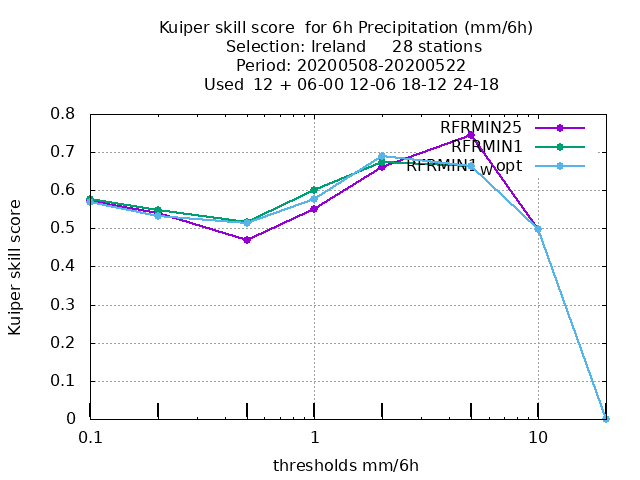 Kuiper skill score  for 6h Precipitation (mm/6h)
Selection: Ireland     28 stations
Period: 20200508-20200522
Used  12 + 06-00 12-06 18-12 24-18
RFRMIN25
RFRMIN1
RFRMIN1wopt
0.8
0.7
0.6
0.5
0.4
0.3
0.2
0.1
0
Kuiper skill score
0.1
1
10
thresholds mm/6h